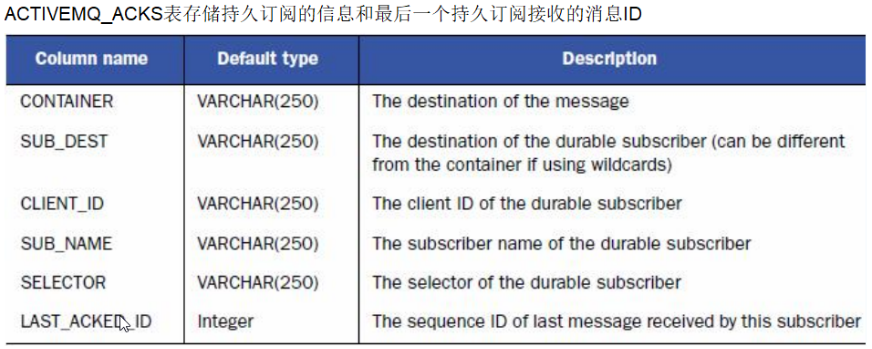 ACTIVEMQ_ACKS表存储持久订阅的信息和最后一个持久订阅接收的消息ID
Column name Default type Description
CONTAINER VARCHAR(250) The destination of the message
SUB_DEST VARCHAR(250) The destination of the durable subscriber (can be different
from the container if using wildcards)
CLIENT_ID VARCHAR(250) The client ID of the durable subscriber
SUB_NAME VARCHAR(250) The subscriber name of the durable subscriber
SELECTOR VARCHAR(250) The selector of the durable subscriber
LAST_ACKED_ID Integer The sequence ID of last message received by this subscriber